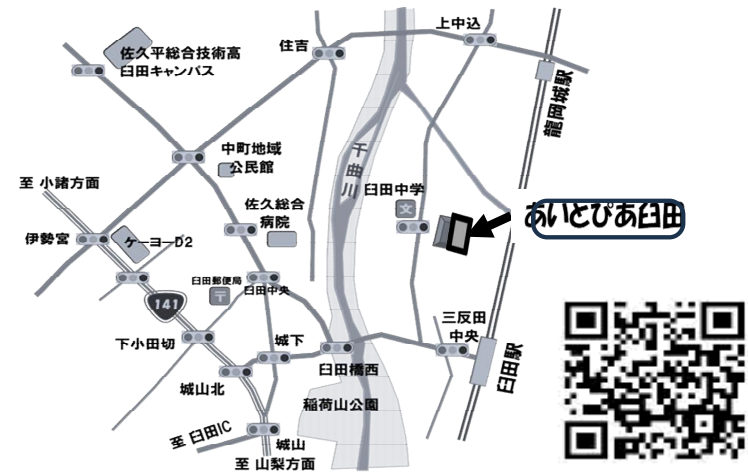 上中込
佐久平総合技術高
臼田キャンパス
住吉
龍岡城駅
中町地域
公民館
千曲川
至 小諸方面
臼田中学
文
佐久総合
病院
あいとぴあ臼田
伊勢宮
ケーヨーD2
臼田郵便局
〒
臼田中央
141
三反田
中央
下小田切
城下
臼田橋西
臼田駅
城山北
稲荷山公園
至 臼田IC
城山
至 山梨方面